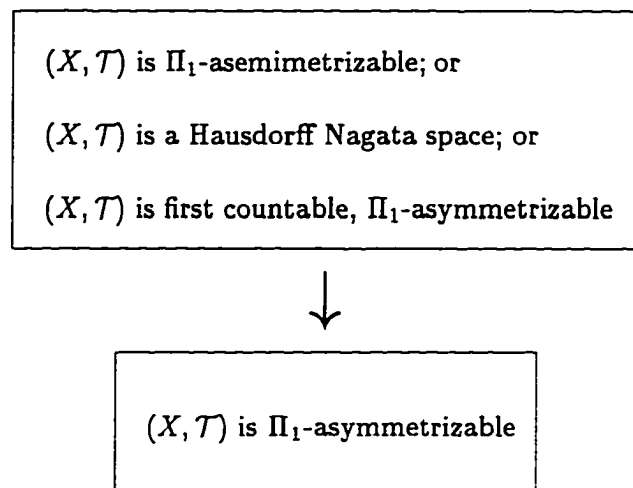 (X, 𝒯) is Π₁-asemimetrizable; or
(X, 𝒯) is a Hausdorff Nagata space; or
(X, 𝒯) is first countable, Π₁-asymmetrizable
(X, 𝒯) is Π₁-asymmetrizable